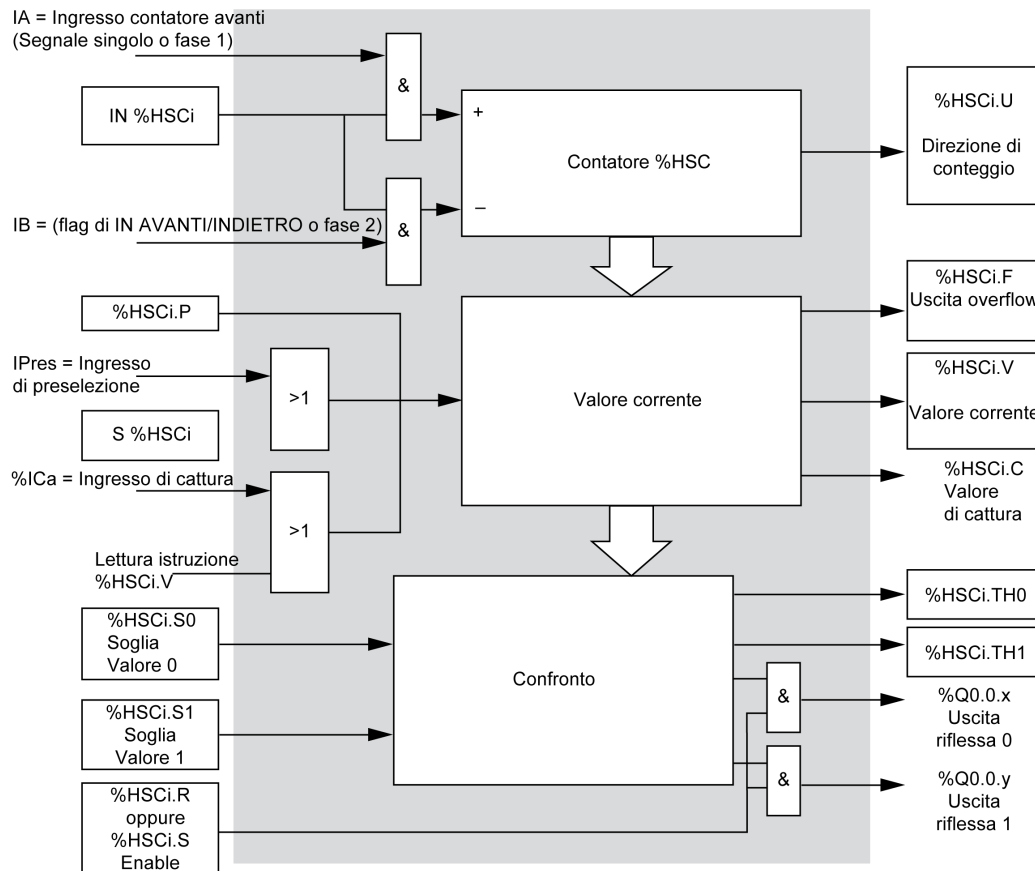 IA = Ingresso contatore avanti
(Segnale singolo o fase 1)
&
IN %HSCi
+
Contatore %HSC
–
%HSCi.U
Direzione di
conteggio
IB = (flag di IN AVANTI/INDIETRO o fase 2)
&
%HSCi.P
%HSCi.F
Uscita overflow
IPres = Ingresso
di preselezione
>1
Valore corrente
%HSCi.V
Valore corrente
S %HSCi
%ICa = Ingresso di cattura
>1
%HSCi.C
Valore
di cattura
Lettura istruzione
%HSCi.V
%HSCi.S0
Soglia
Valore 0
Confronto
%HSCi.TH0
%HSCi.TH1
&
%Q0.0.x
Uscita
riflessa 0
%HSCi.S1
Soglia
Valore 1
&
%Q0.0.y
Uscita
riflessa 1
%HSCi.R
oppure
%HSCi.S
Enable